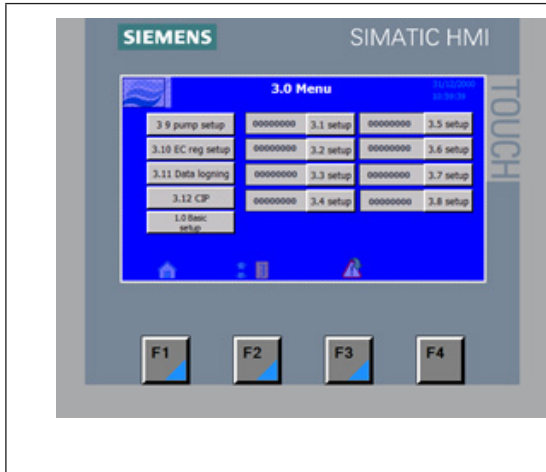 SIEMENS SIMATIC HMI
TOUCH
3.0 Menu
31/12/2000
10:59:39
3 9 pump setup 00000000 3.1 setup 00000000 3.5 setup
3.10 EC reg setup 00000000 3.2 setup 00000000 3.6 setup
3.11 Data logning 00000000 3.3 setup 00000000 3.7 setup
3.12 CIP 00000000 3.4 setup 00000000 3.8 setup
1.0 Basic
setup
F1 F2 F3 F4